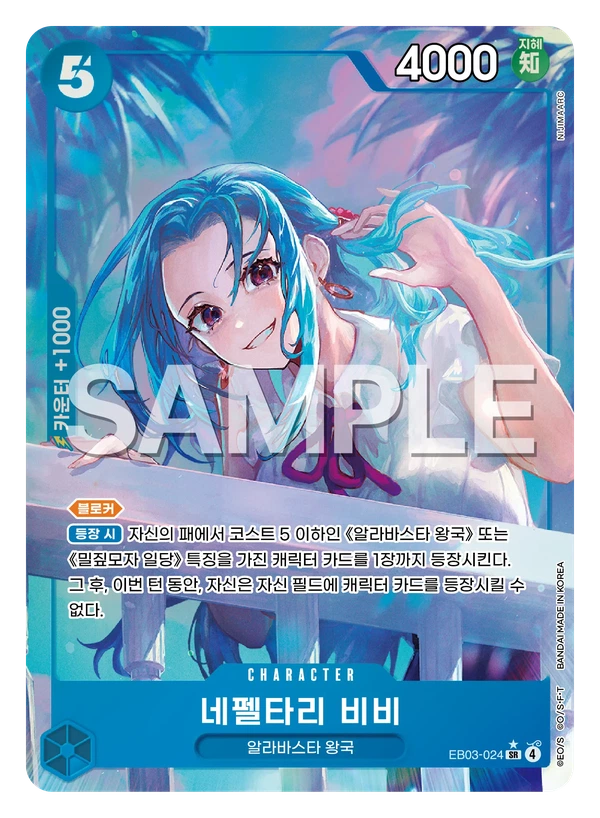 5
4000
지혜
知
NIJIMAARC
카운터 +1000
SAMPLE
블로커
등장 시 자신의 패에서 코스트 5 이하인 《알라바스타 왕국》 또는
《밀짚모자 일당》 특징을 가진 캐릭터 카드를 1장까지 등장시킨다.
그 후, 이번 턴 동안, 자신은 자신 필드에 캐릭터 카드를 등장시킬 수
없다.
©EO/S ©O/S·F·T BANDAI MADE IN KOREA
CHARACTER
네펠타리 비비
알라바스타 왕국
EB03-024 SR 4